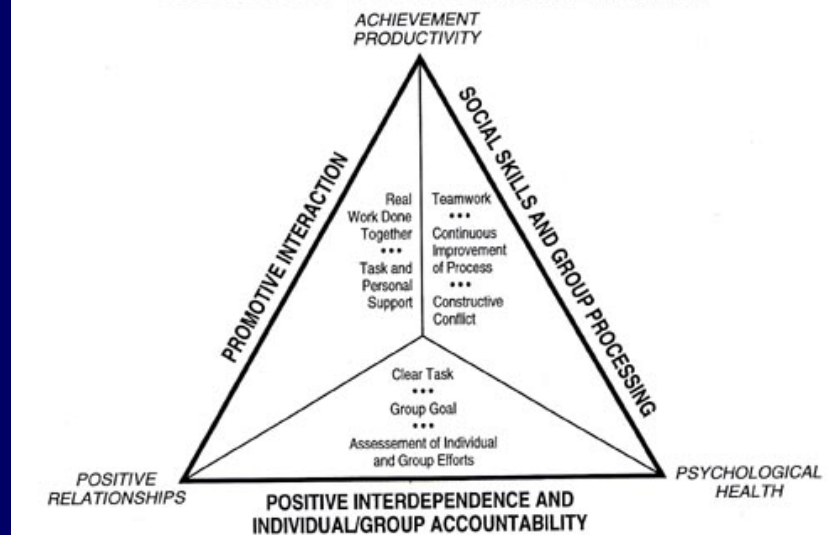 ACHIEVEMENT
PRODUCTIVITY
PROMOTIVE INTERACTION
SOCIAL SKILLS AND GROUP PROCESSING
Real
Work Done
Together
•••
Task and
Personal
Support
Teamwork
•••
Continuous
Improvement
of Process
•••
Constructive
Conflict
Clear Task
•••
Group Goal
•••
Assessement of Individual
and Group Efforts
POSITIVE
RELATIONSHIPS
PSYCHOLOGICAL
HEALTH
POSITIVE INTERDEPENDENCE AND
INDIVIDUAL/GROUP ACCOUNTABILITY